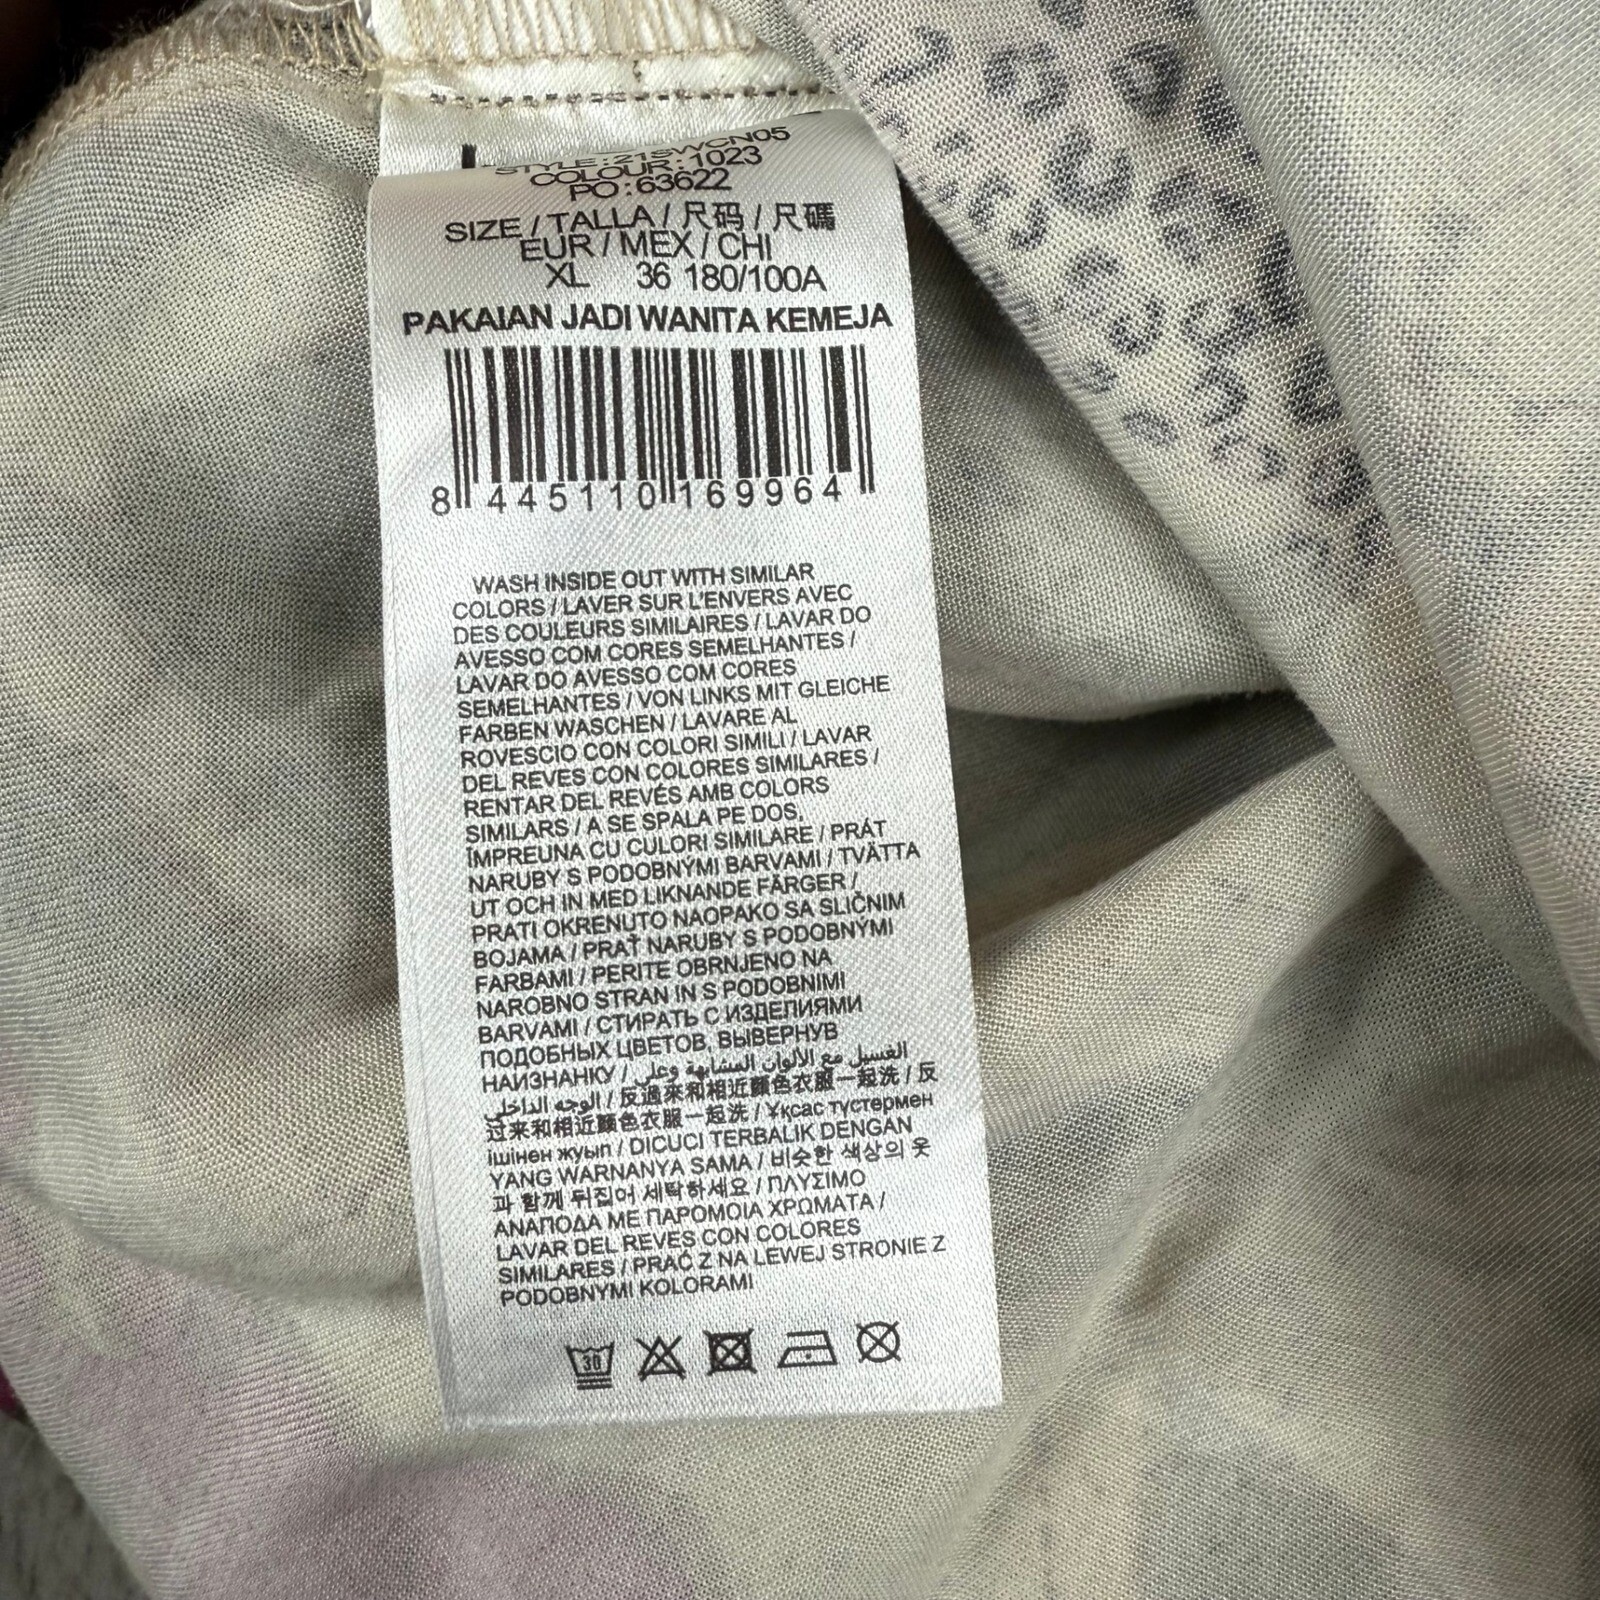 STYLE:21SWCN05
COLOUR:1023
PO:63622
SIZE / TALLA / 尺码 / 尺碼
EUR / MEX / CHI
XL 36 180/100A
PAKAIAN JADI WANITA KEMEJA
8 445110 169964
WASH INSIDE OUT WITH SIMILAR
COLORS / LAVER SUR L'ENVERS AVEC
DES COULEURS SIMILAIRES / LAVAR DO
AVESSO COM CORES SEMELHANTES /
LAVAR DO AVESSO COM CORES
SEMELHANTES / VON LINKS MIT GLEICHE
FARBEN WASCHEN / LAVARE AL
ROVESCIO CON COLORI SIMILI / LAVAR
DEL REVES CON COLORES SIMILARES /
RENTAR DEL REVÉS AMB COLORS
SIMILARS / A SE SPALA PE DOS,
ÎMPREUNA CU CULORI SIMILARE / PRÁT
NARUBY S PODOBNÝMI BARVAMI / TVÄTTA
UT OCH IN MED LIKNANDE FÄRGER /
PRATI OKRENUTO NAOPAKO SA SLIČNIM
BOJAMA / PRAŤ NARUBY S PODOBNÝMI
FARBAMI / PERITE OBRNJENO NA
NAROBNO STRAN IN S PODOBNIMI
BARVAMI / СТИРАТЬ С ИЗДЕЛИЯМИ
ПОДОБНЫХ ЦВЕТОВ, ВЫВЕРНУВ
НАИЗНАНКУ / الغسيل مع الألوان المشابهة وعلى
الوجه الداخلي / 反過來和相近顏色衣服一起洗 / 反
过来和相近颜色衣服一起洗 / Ұқсас түстермен
ішінен жуып / DICUCI TERBALIK DENGAN
YANG WARNANYA SAMA / 비슷한 색상의 옷
과 함께 뒤집어 세탁하세요 / ΠΛΥΣΙΜΟ
ΑΝΑΠΟΔΑ ΜΕ ΠΑΡΟΜΟΙΑ ΧΡΩΜΑΤΑ /
LAVAR DEL REVES CON COLORES
SIMILARES / PRAĆ Z NA LEWEJ STRONIE Z
PODOBNYMI KOLORAMI
30